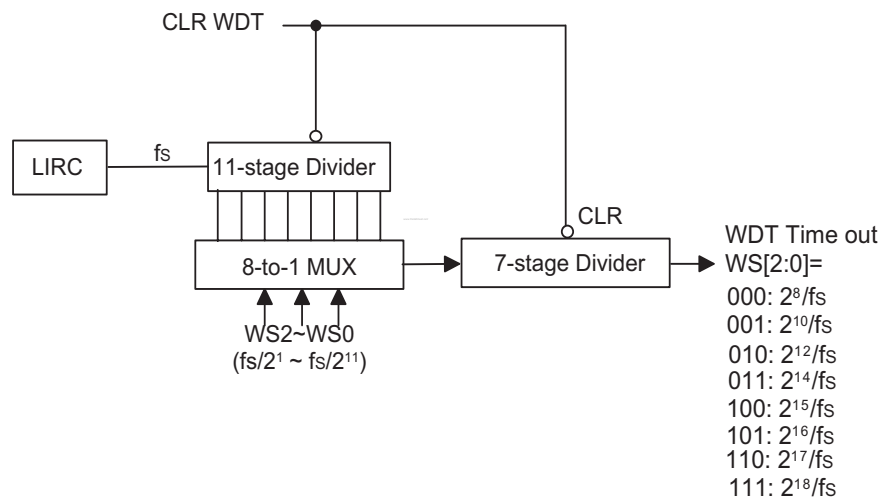 CLR WDT
LIRC
fS
11-stage Divider
CLR
8-to-1 MUX
7-stage Divider
WS2~WS0
(fs/2¹ ~ fS/2¹¹)
WDT Time out
WS[2:0]=
000: 2⁸/fS
001: 2¹⁰/fS
010: 2¹²/fS
011: 2¹⁴/fS
100: 2¹⁵/fS
101: 2¹⁶/fS
110: 2¹⁷/fS
111: 2¹⁸/fS